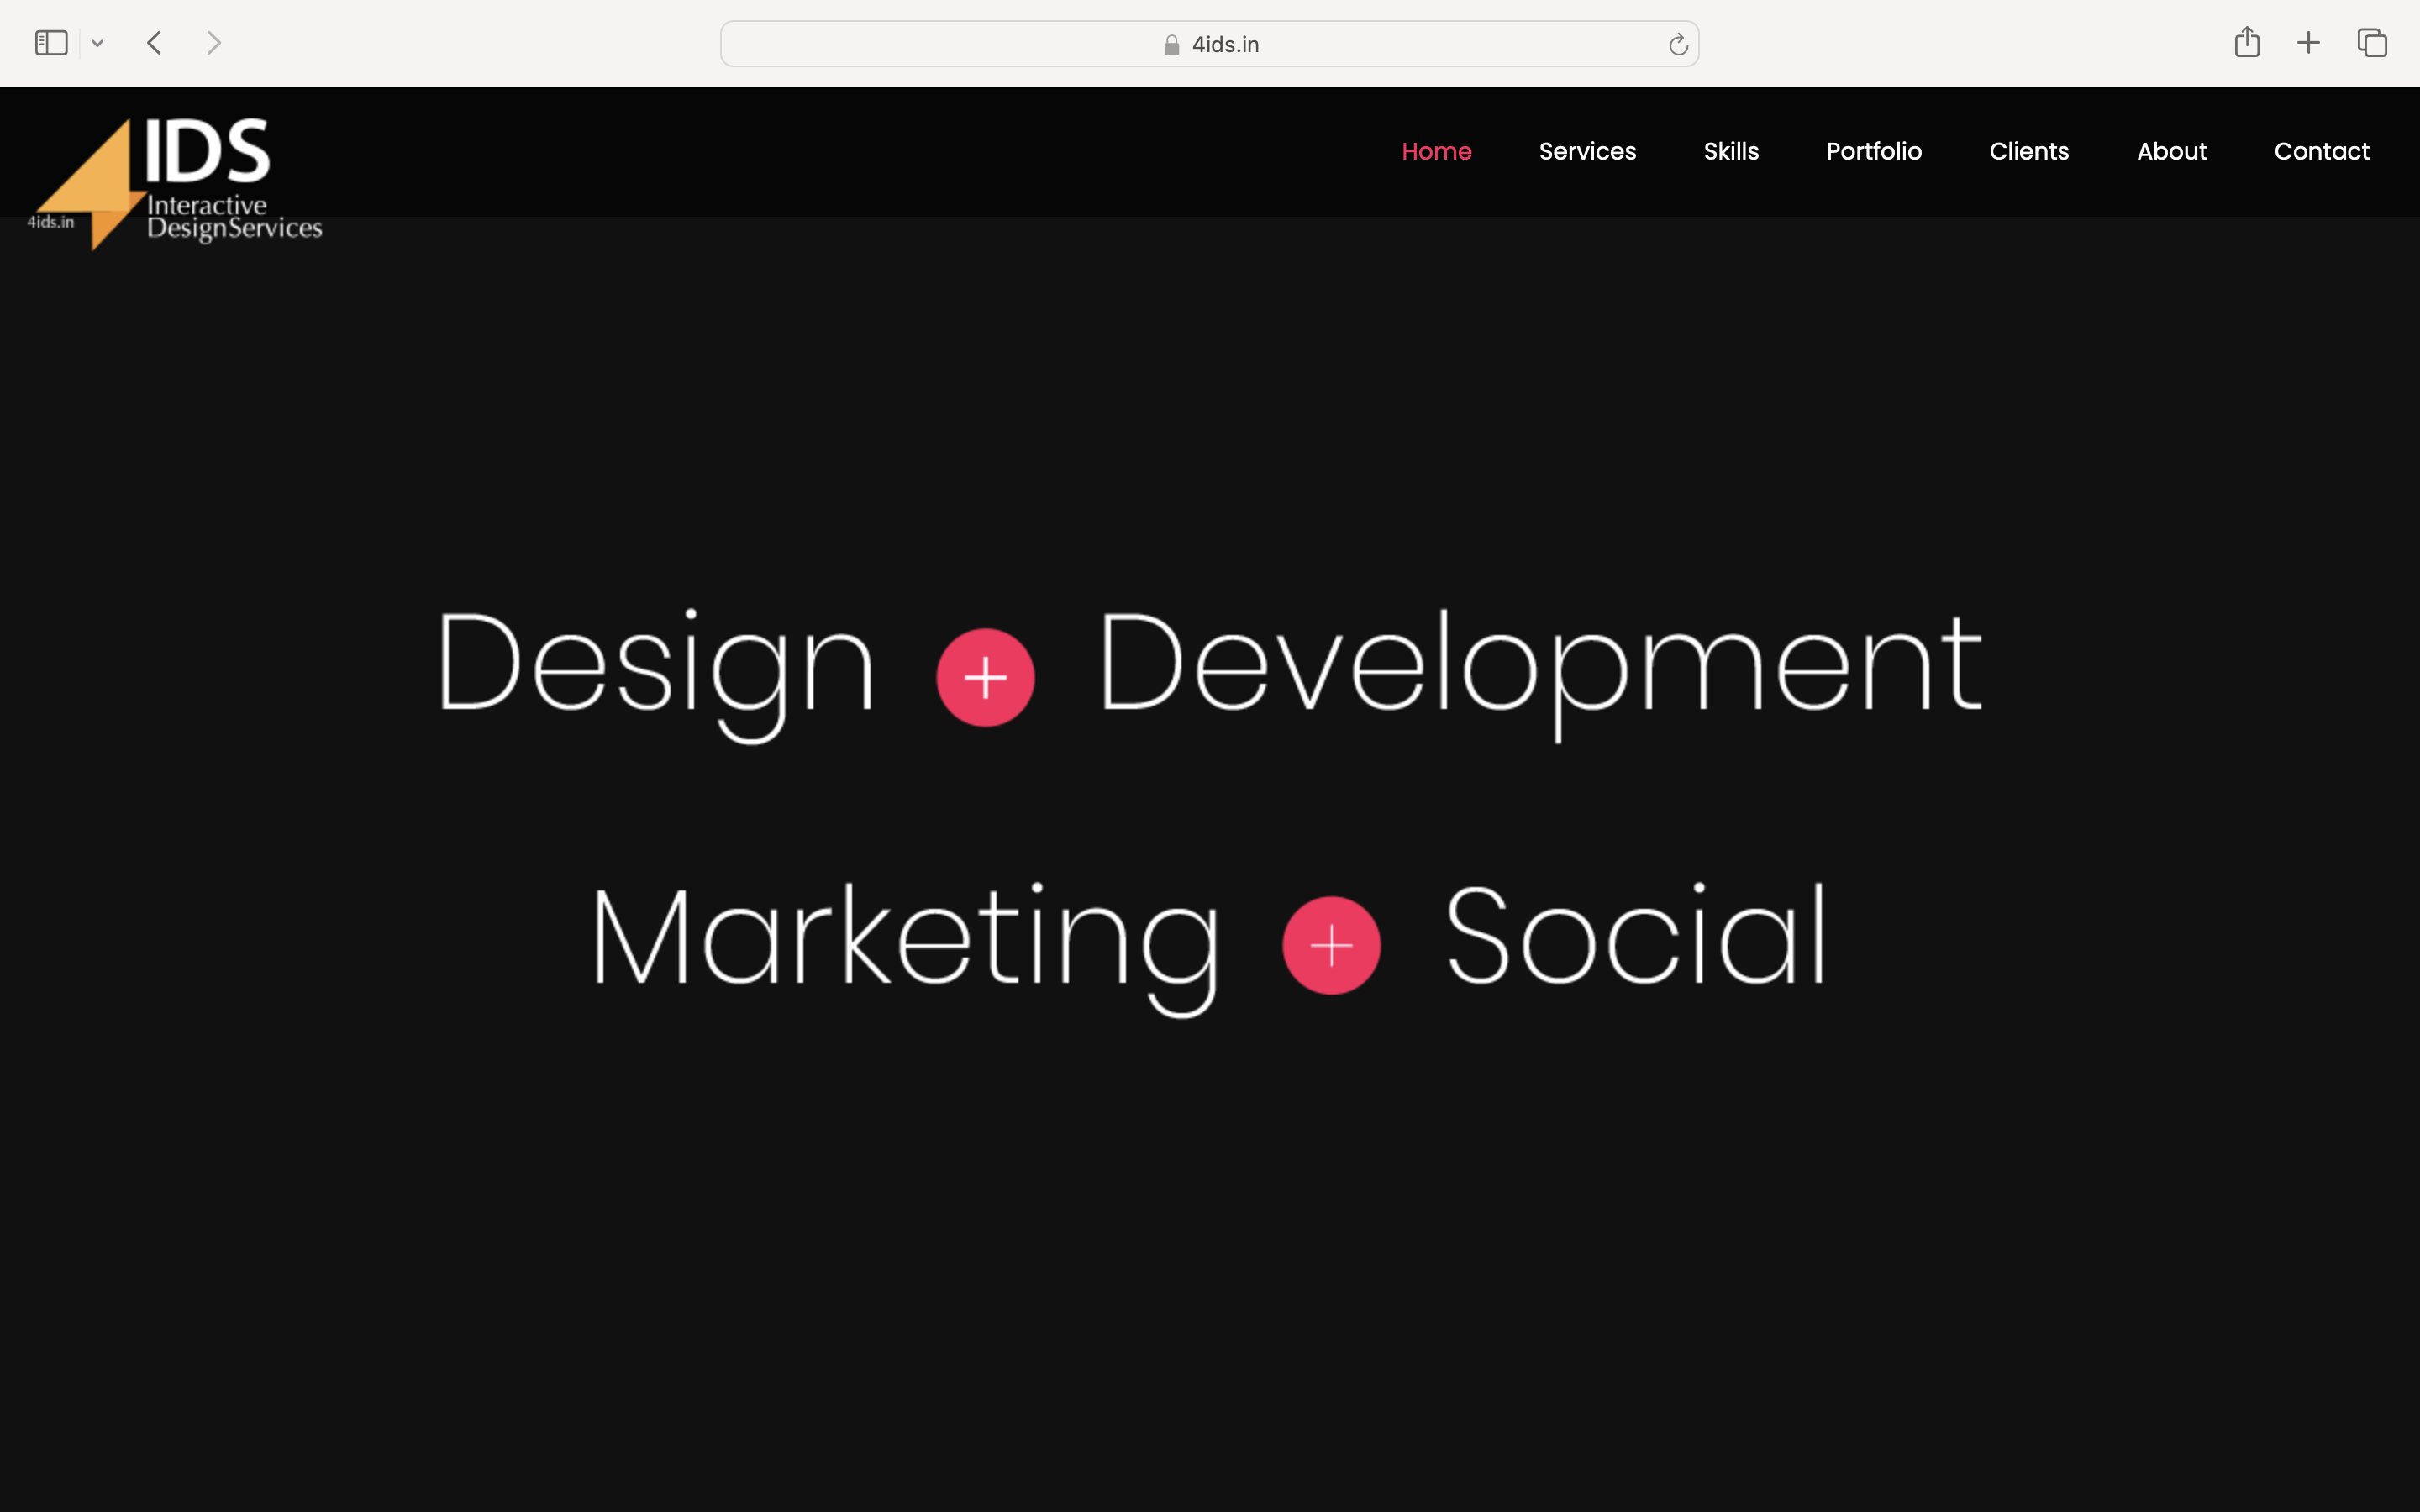 4ids.in
IDS
Interactive
DesignServices
4ids.in
Home Services Skills Portfolio Clients About Contact
Design + Development
Marketing + Social